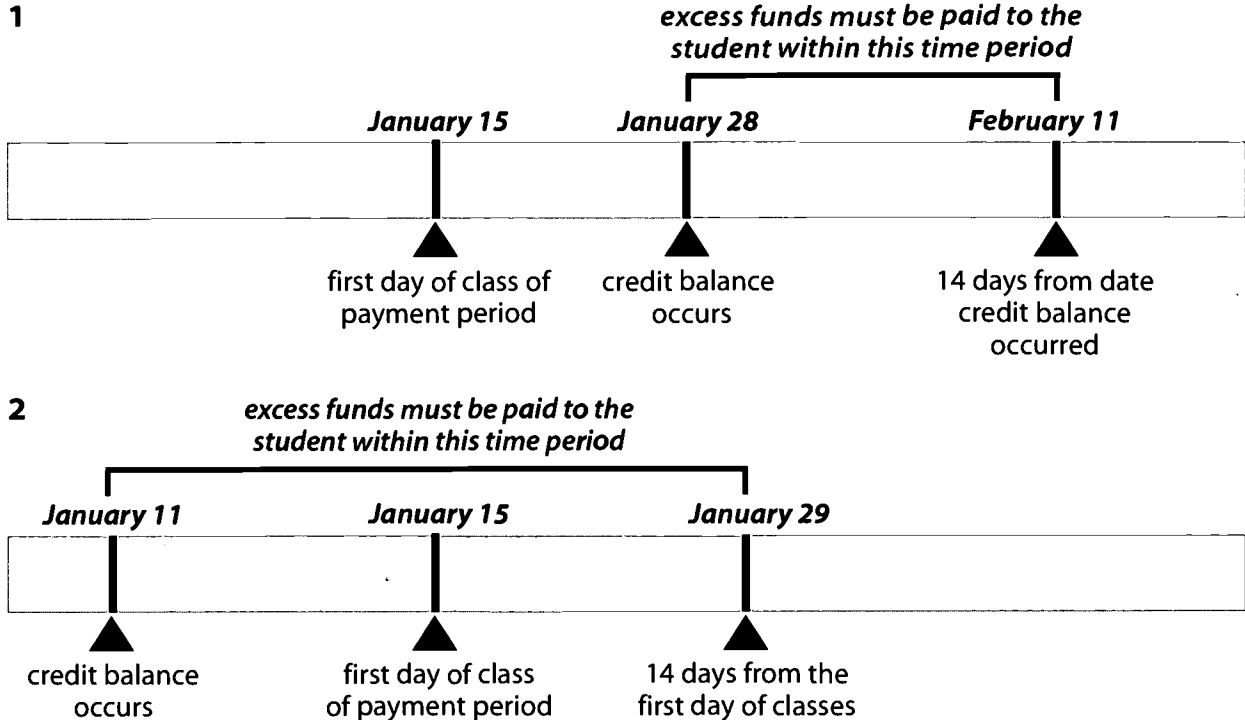 1
excess funds must be paid to the
student within this time period
January 15
January 28
February 11
first day of class of
payment period
credit balance
occurs
14 days from date
credit balance
occurred
2
excess funds must be paid to the
student within this time period
January 11
January 15
January 29
credit balance
occurs
first day of class
of payment period
14 days from the
first day of classes